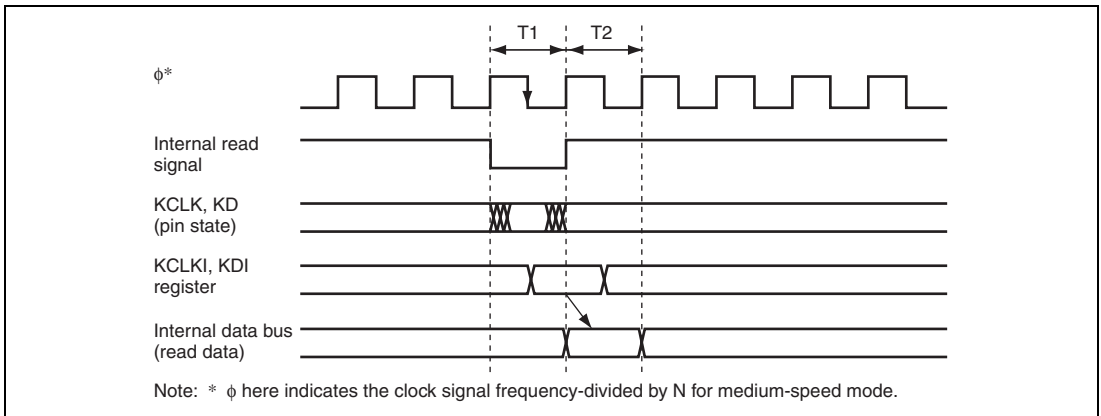 T1 T2
ϕ*
Internal read
signal
KCLK, KD
(pin state)
KCLKI, KDI
register
Internal data bus
(read data)
Note: * ϕ here indicates the clock signal frequency-divided by N for medium-speed mode.